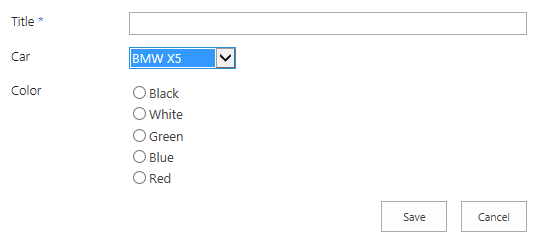 Title *
Car
BMW X5
Color
Black
White
Green
Blue
Red
Save Cancel